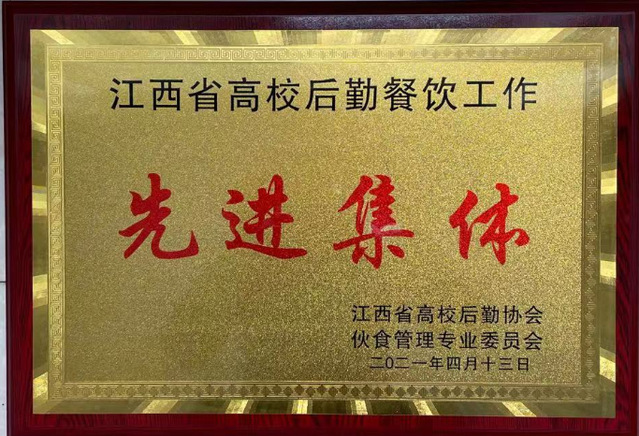 江西省高校后勤餐饮工作
先进集体
江西省高校后勤协会
伙食管理专业委员会
二〇二一年四月十三日